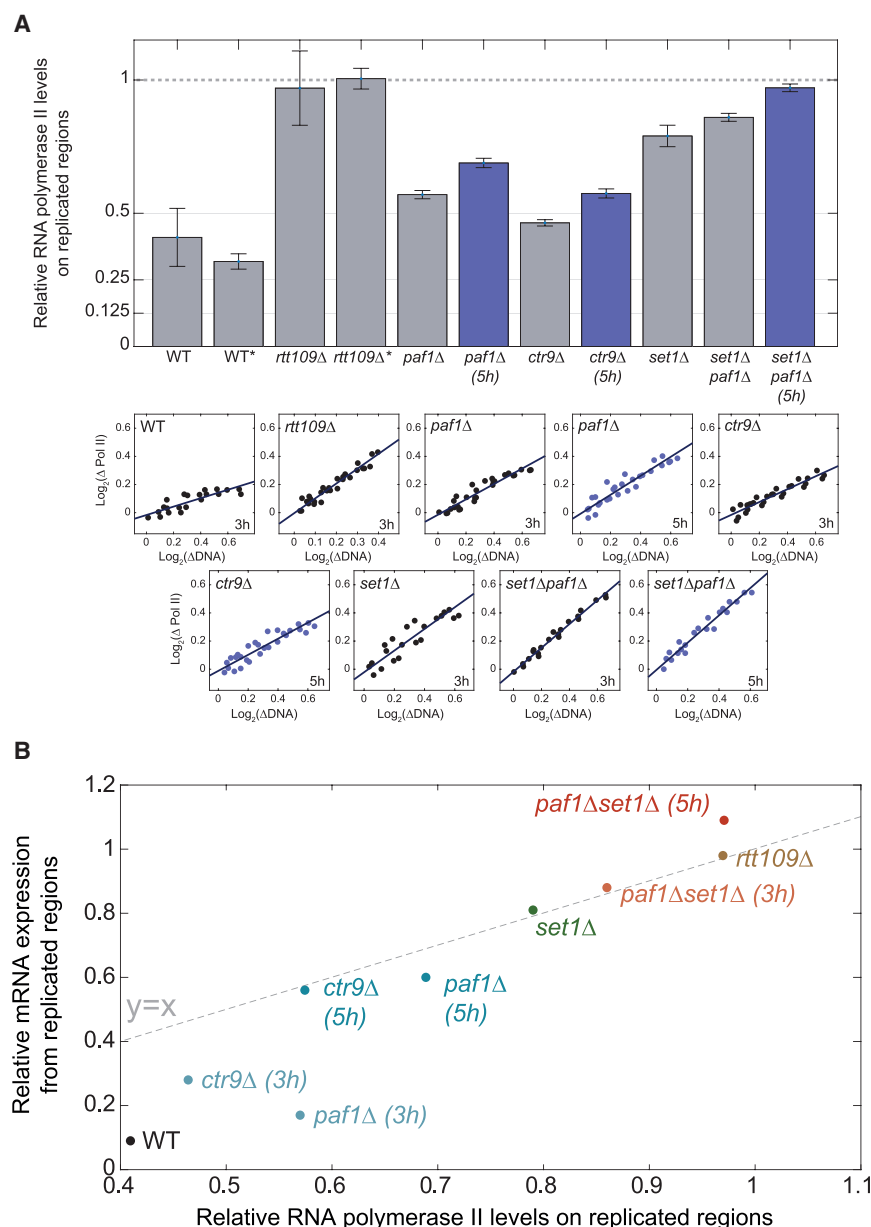 A
Relative RNA polymerase II levels
on replicated regions
1
0.5
0.25
0.125
0
WT
WT*
rtt109Δ
rtt109Δ*
paf1Δ
paf1Δ
(5h)
ctr9Δ
ctr9Δ
(5h)
set1Δ
set1Δ
paf1Δ
set1Δ
paf1Δ
(5h)
Log2(Δ Pol II)
WT
0.6
0.4
0.2
0
0 0.2 0.4 0.6
3h
Log2(ΔDNA)
rtt109Δ
0.6
0.4
0.2
0
0 0.1 0.2 0.3 0.4
3h
Log2(ΔDNA)
paf1Δ
0.6
0.4
0.2
0
0 0.2 0.4 0.6
3h
Log2(ΔDNA)
paf1Δ
0.6
0.4
0.2
0
0 0.2 0.4 0.6
5h
Log2(ΔDNA)
ctr9Δ
0.6
0.4
0.2
0
0 0.2 0.4 0.6
3h
Log2(ΔDNA)
Log2(Δ Pol II)
ctr9Δ
0.6
0.4
0.2
0
0 0.2 0.4 0.6
5h
Log2(ΔDNA)
set1Δ
0.6
0.4
0.2
0
0 0.2 0.4 0.6
3h
Log2(ΔDNA)
set1Δpaf1Δ
0.6
0.4
0.2
0
0 0.2 0.4 0.6
3h
Log2(ΔDNA)
set1Δpaf1Δ
0.6
0.4
0.2
0
0 0.2 0.4 0.6
5h
Log2(ΔDNA)
B
Relative mRNA expression
from replicated regions
1.2
1
0.8
0.6
0.4
0.2
0
paf1Δset1Δ (5h)
rtt109Δ
paf1Δset1Δ (3h)
set1Δ
y=x
ctr9Δ
(5h)
paf1Δ
(5h)
ctr9Δ (3h)
paf1Δ (3h)
WT
0.4 0.5 0.6 0.7 0.8 0.9 1 1.1
Relative RNA polymerase II levels on replicated regions